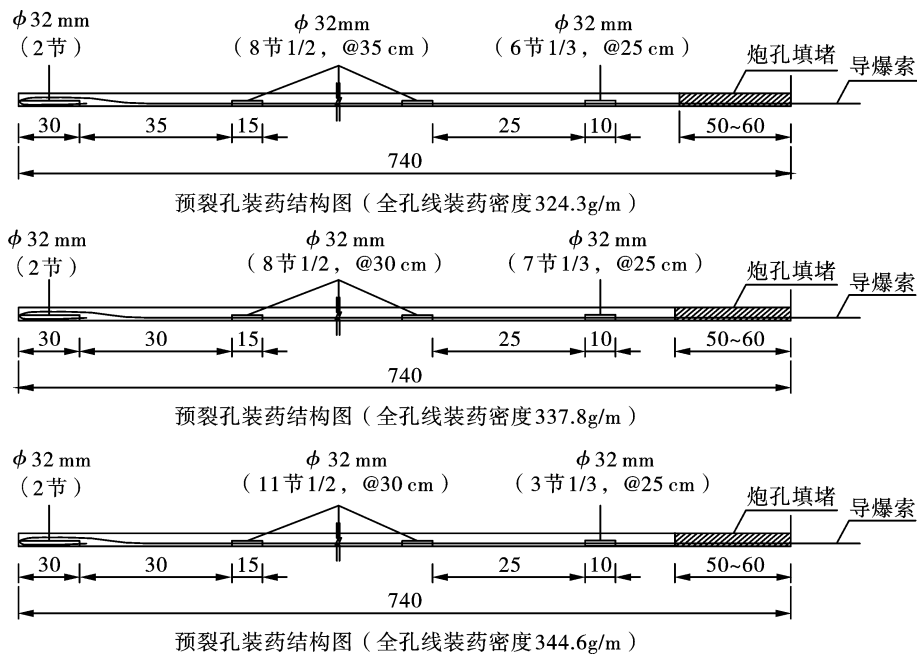 ϕ32 mm ϕ32mm ϕ32 mm
（2节） （8节1/2，@35 cm） （6节1/3，@25 cm） 炮孔填堵 导爆索
30 35 15 25 10 50~60
740
预裂孔装药结构图（全孔线装药密度324.3g/m）
ϕ32 mm ϕ32 mm ϕ32 mm
（2节） （8节1/2，@30 cm） （7节1/3，@25 cm） 炮孔填堵 导爆索
30 30 15 25 10 50~60
740
预裂孔装药结构图（全孔线装药密度337.8g/m）
ϕ32 mm ϕ32 mm ϕ32 mm
（2节） （11节1/2，@30 cm） （3节1/3，@25 cm） 炮孔填堵 导爆索
30 30 15 25 10 50~60
740
预裂孔装药结构图（全孔线装药密度344.6g/m）